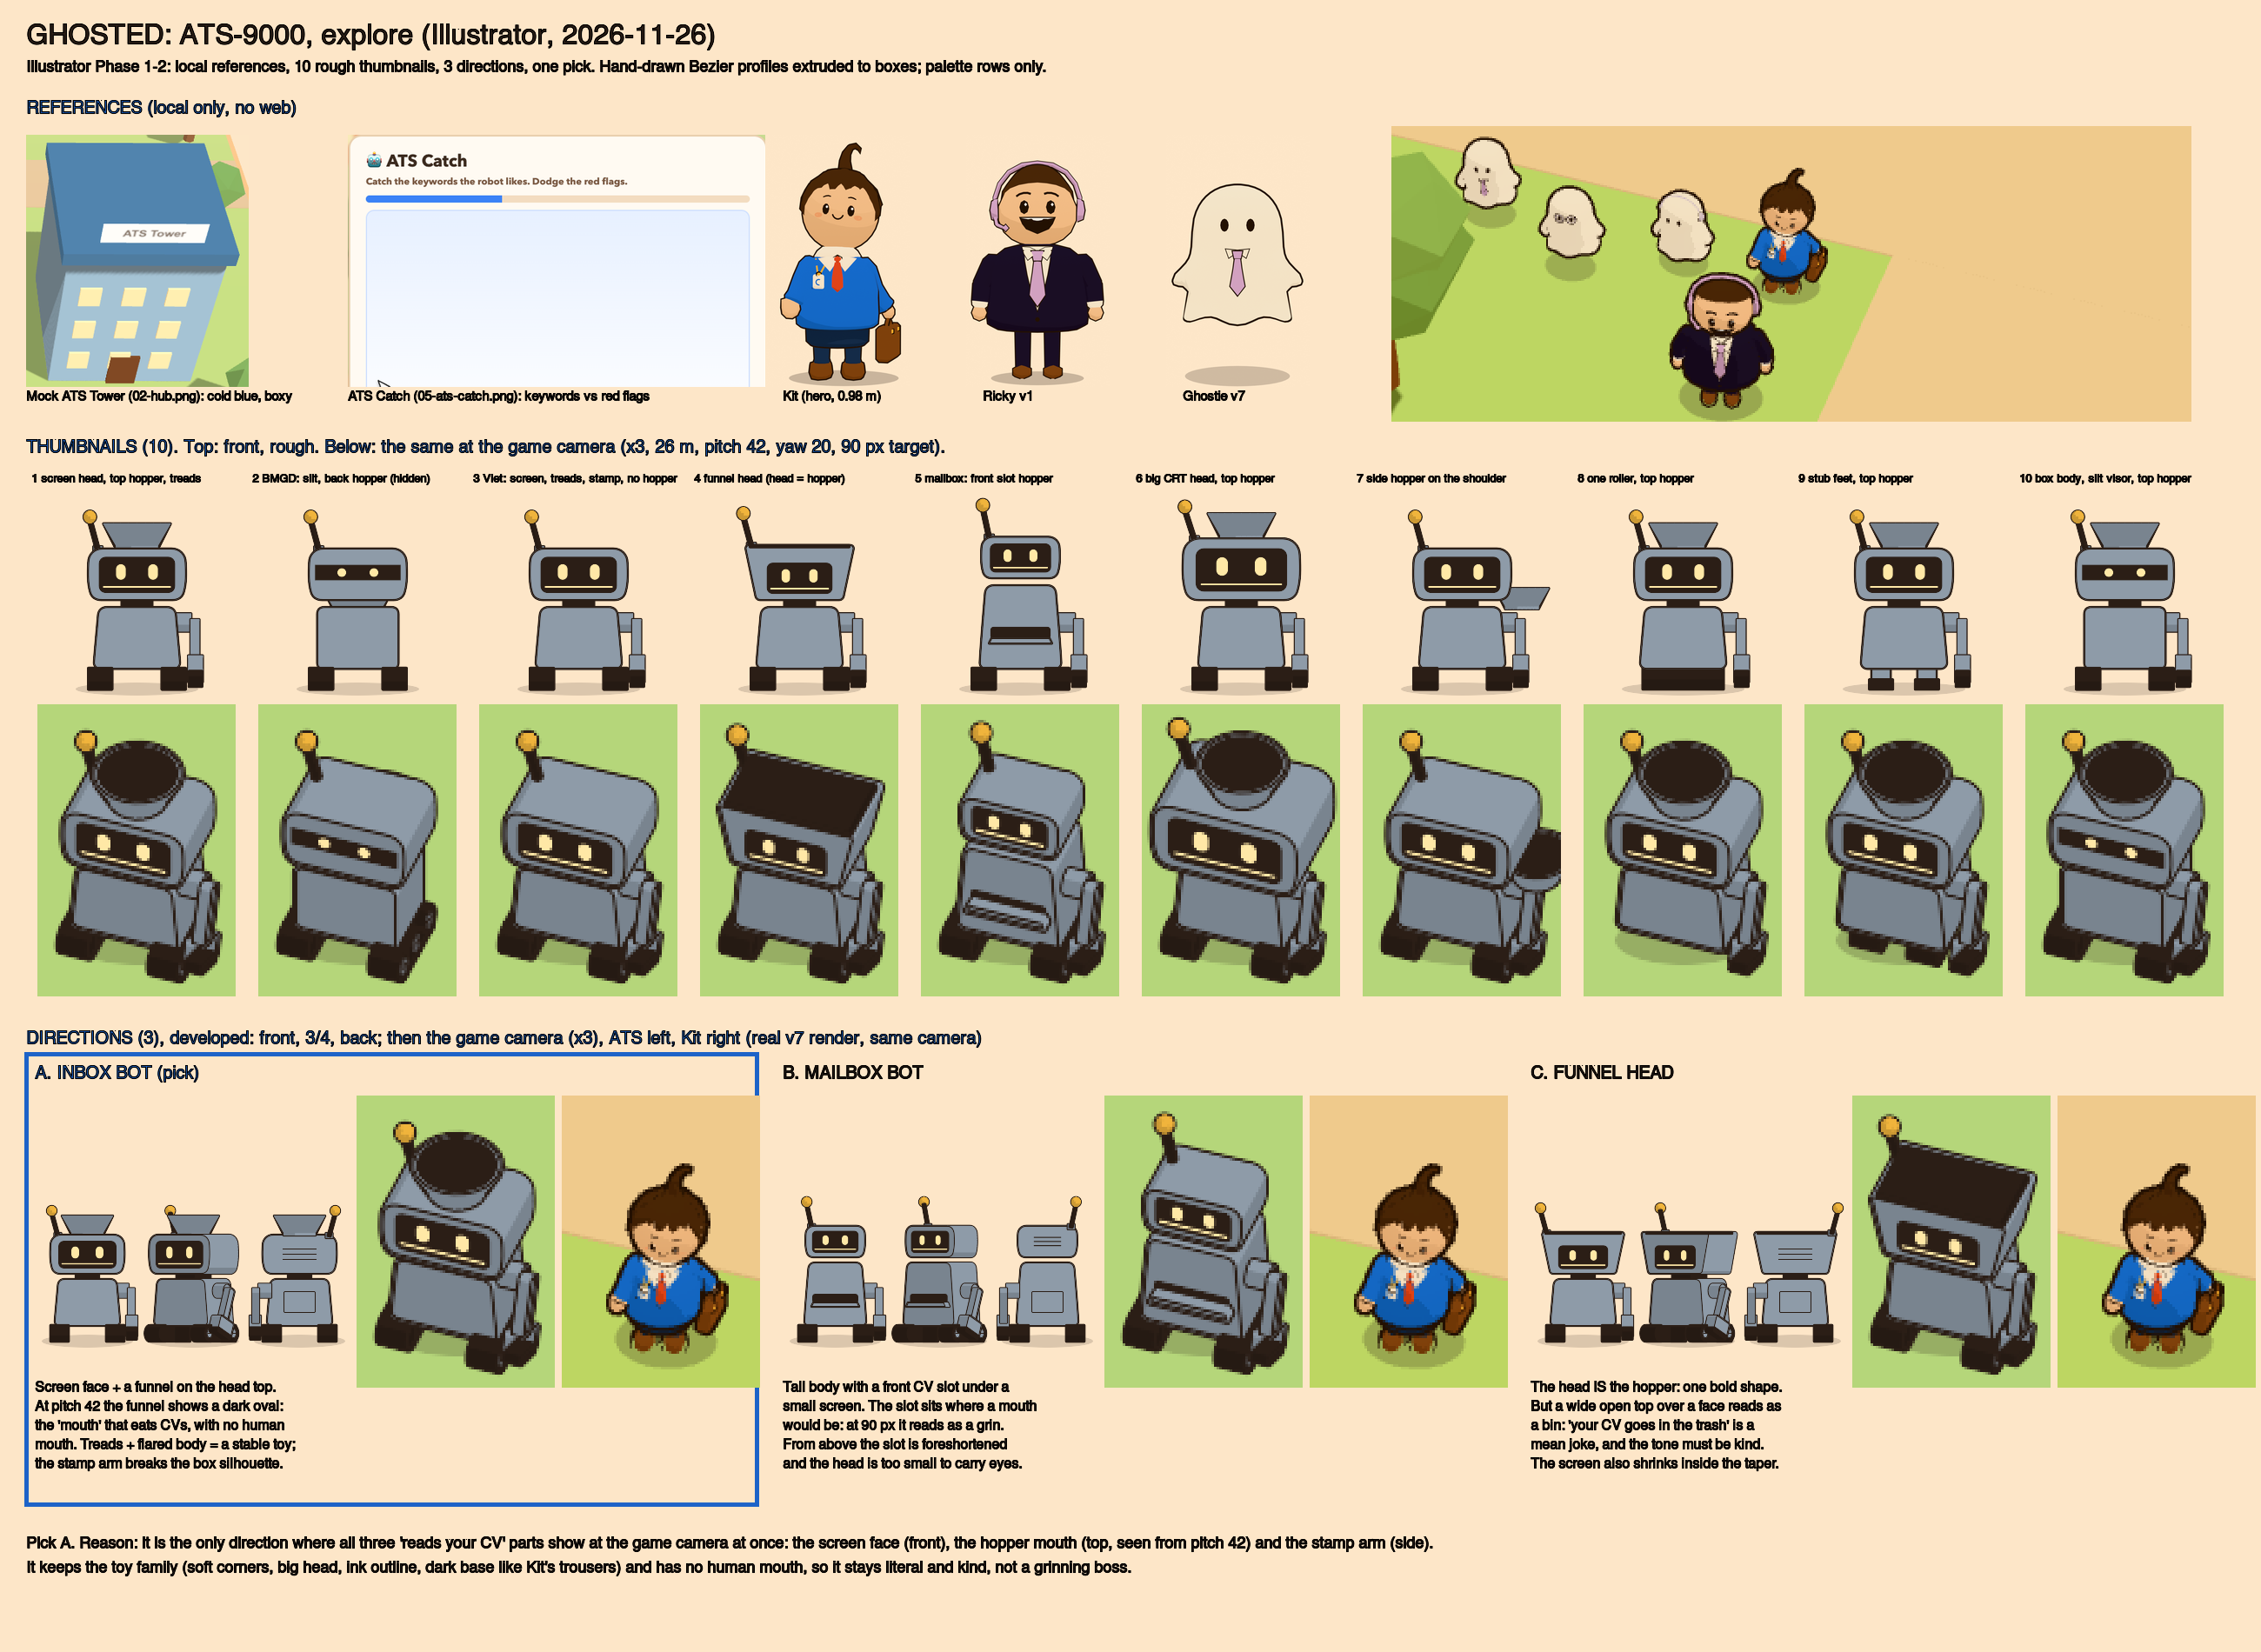 GHOSTED: ATS-9000, explore (Illustrator, 2026-11-26)
Illustrator Phase 1-2: local references, 10 rough thumbnails, 3 directions, one pick. Hand-drawn Bezier profiles extruded to boxes; palette rows only.
REFERENCES (local only, no web)
ATS Tower
ATS Catch
Catch the keywords the robot likes. Dodge the red flags.
C
Mock ATS Tower (02-hub.png): cold blue, boxy
ATS Catch (05-ats-catch.png): keywords vs red flags
Kit (hero, 0.98 m)
Ricky v1
Ghostie v7
THUMBNAILS (10). Top: front, rough. Below: the same at the game camera (x3, 26 m, pitch 42, yaw 20, 90 px target).
1 screen head, top hopper, treads
2 BMGD: slit, back hopper (hidden)
3 Viet: screen, treads, stamp, no hopper
4 funnel head (head = hopper)
5 mailbox: front slot hopper
6 big CRT head, top hopper
7 side hopper on the shoulder
8 one roller, top hopper
9 stub feet, top hopper
10 box body, slit visor, top hopper
DIRECTIONS (3), developed: front, 3/4, back; then the game camera (x3), ATS left, Kit right (real v7 render, same camera)
A. INBOX BOT (pick)
Screen face + a funnel on the head top.
At pitch 42 the funnel shows a dark oval:
the 'mouth' that eats CVs, with no human
mouth. Treads + flared body = a stable toy;
the stamp arm breaks the box silhouette.
B. MAILBOX BOT
Tall body with a front CV slot under a
small screen. The slot sits where a mouth
would be: at 90 px it reads as a grin.
From above the slot is foreshortened
and the head is too small to carry eyes.
C. FUNNEL HEAD
The head IS the hopper: one bold shape.
But a wide open top over a face reads as
a bin: 'your CV goes in the trash' is a
mean joke, and the tone must be kind.
The screen also shrinks inside the taper.
Pick A. Reason: it is the only direction where all three 'reads your CV' parts show at the game camera at once: the screen face (front), the hopper mouth (top, seen from pitch 42) and the stamp arm (side).
It keeps the toy family (soft corners, big head, ink outline, dark base like Kit's trousers) and has no human mouth, so it stays literal and kind, not a grinning boss.